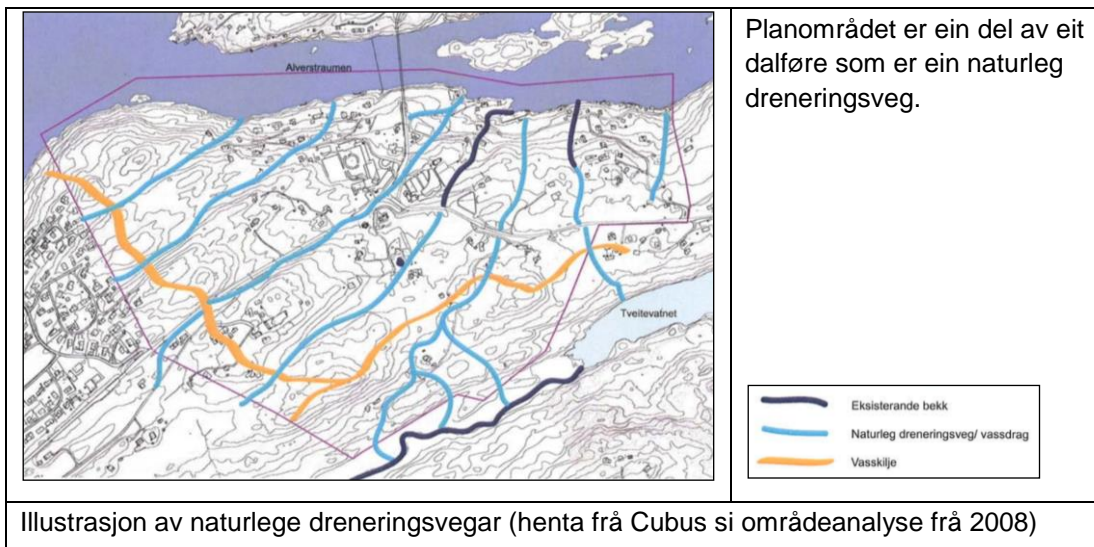 Alverstraumen
Tveitevatnet
Planområdet er ein del av eit
dalføre som er ein naturleg
dreneringsveg.
Eksisterande bekk
Naturleg dreneringsveg/ vassdrag
Vasskilje
Illustrasjon av naturlege dreneringsvegar (henta frå Cubus si områdeanalyse frå 2008)